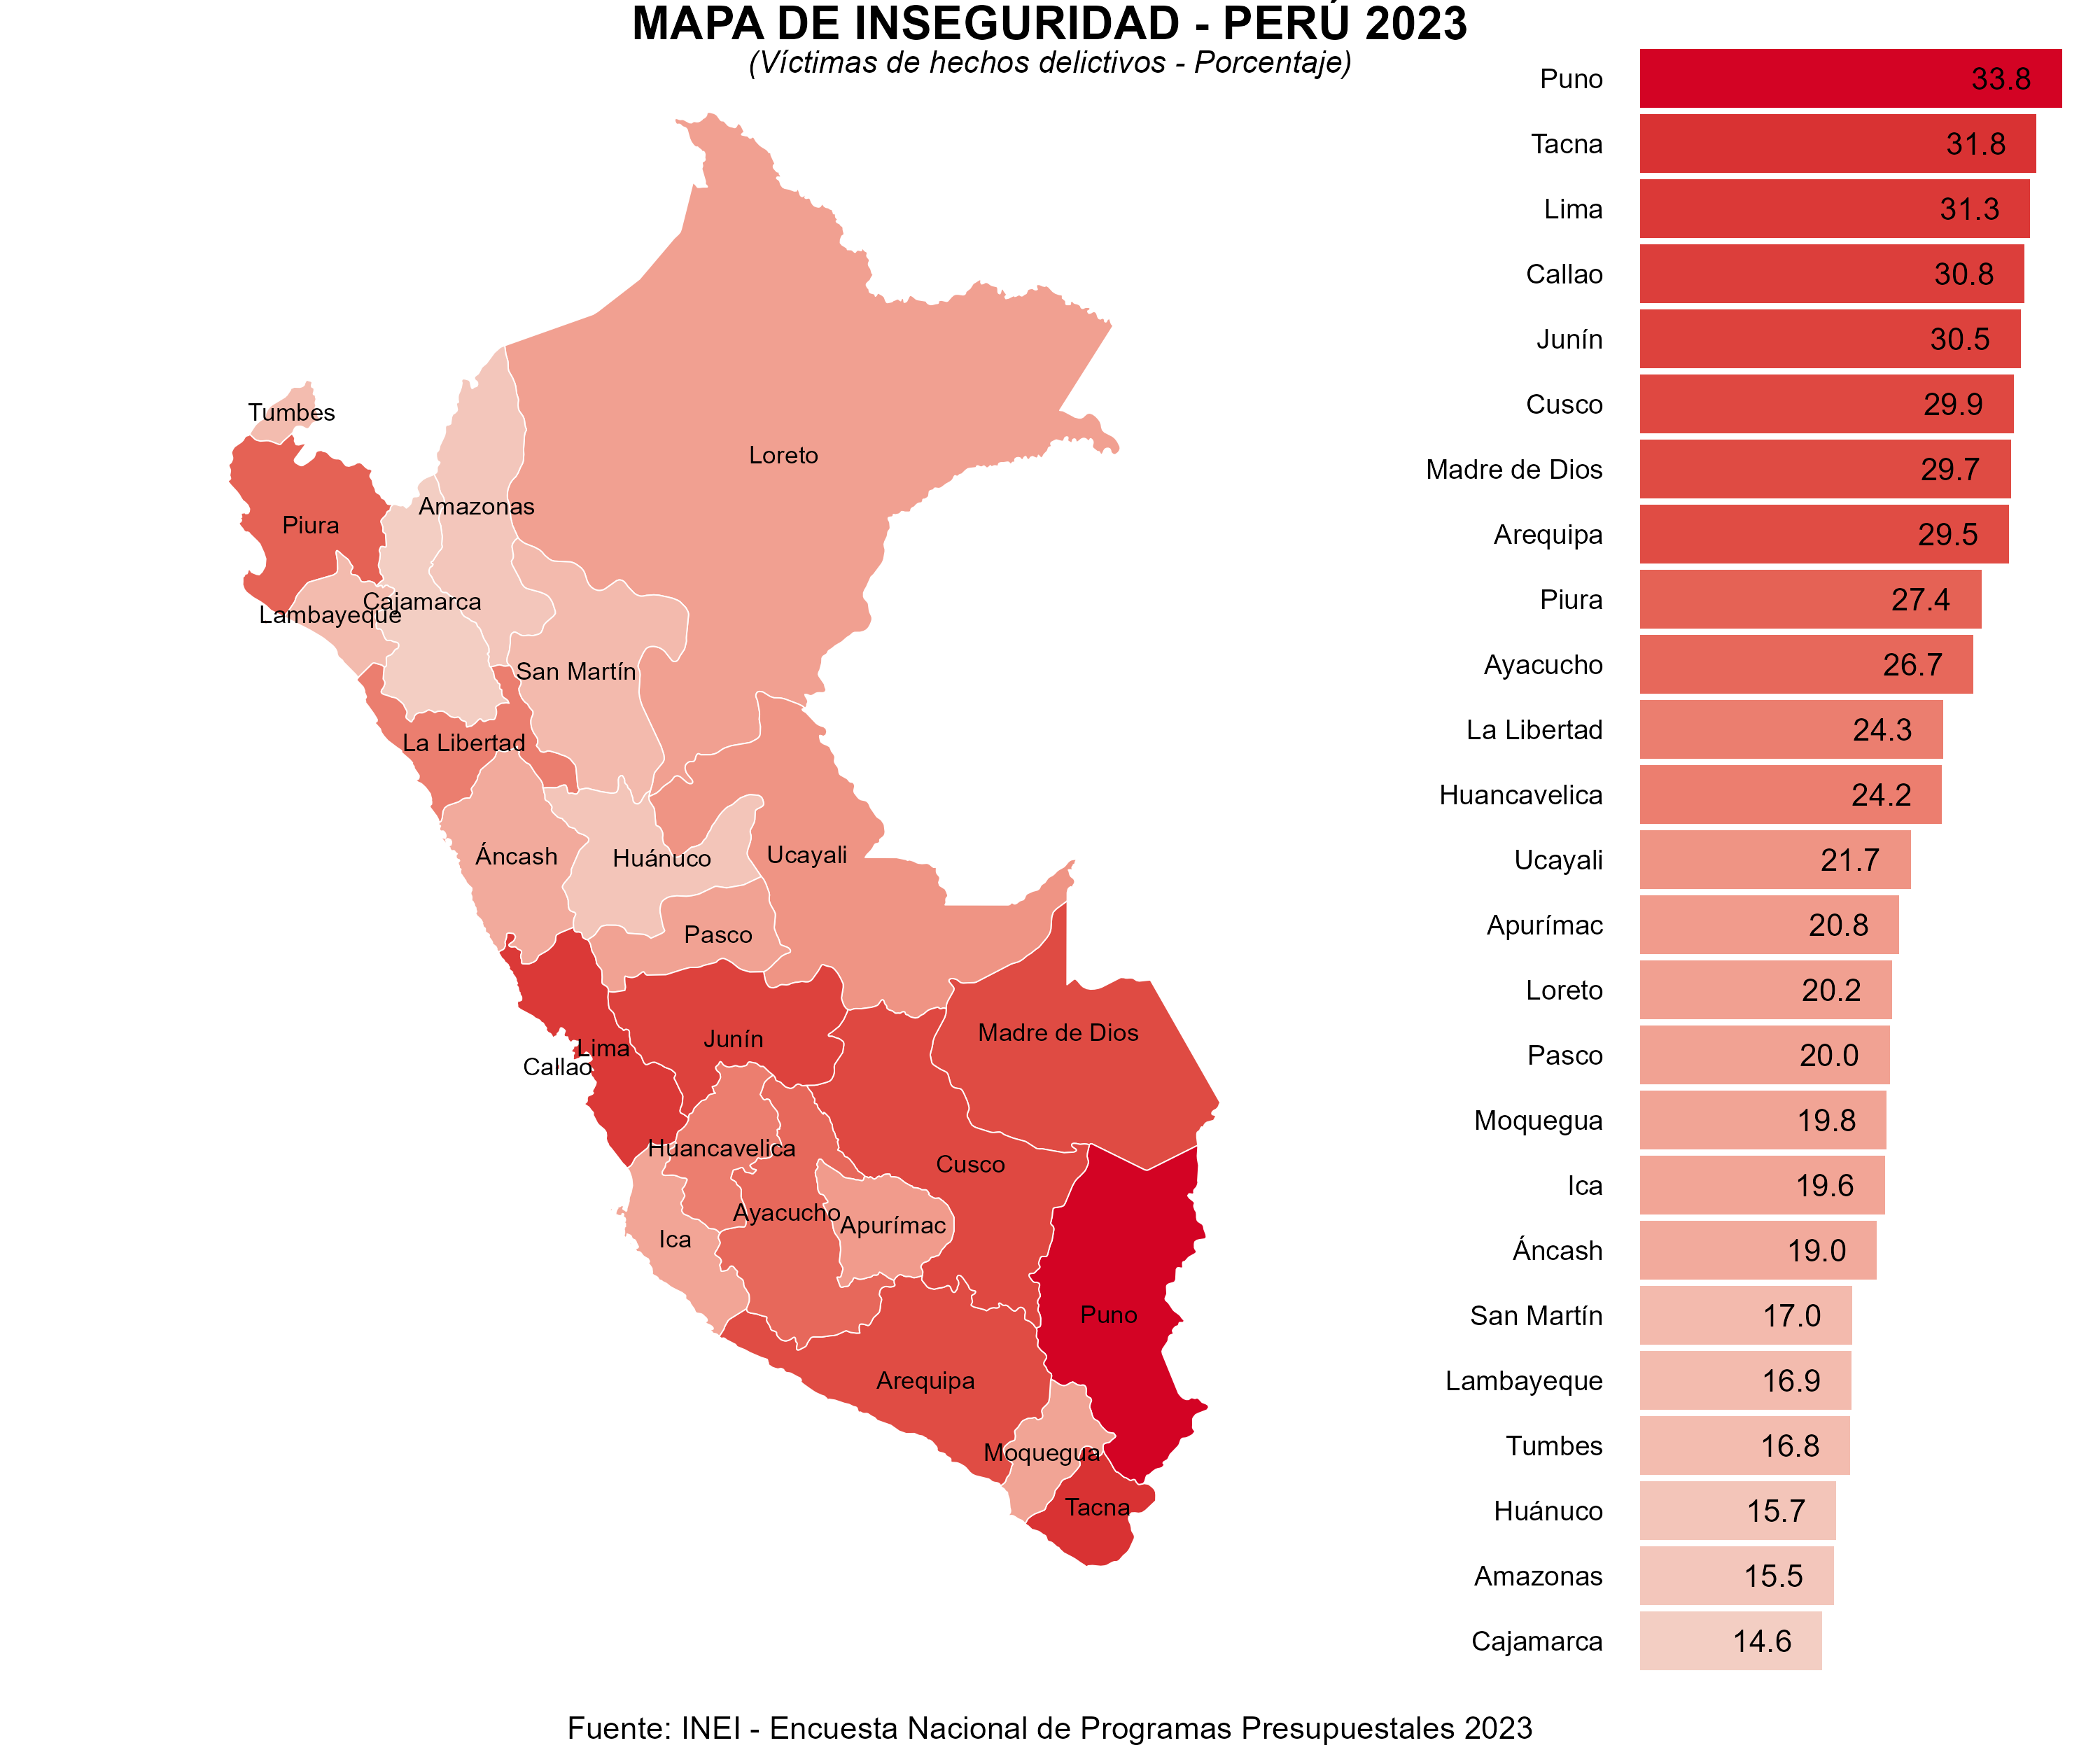 MAPA DE INSEGURIDAD - PERÚ 2023
(Víctimas de hechos delictivos - Porcentaje)
Tumbes
Loreto
Amazonas
Piura
Cajamarca
Lambayeque
San Martín
La Libertad
Áncash
Huánuco
Ucayali
Pasco
Madre de Dios
Junín
Lima
Callao
Huancavelica
Cusco
Ayacucho
Apurímac
Ica
Puno
Arequipa
Moquegua
Tacna
Puno 33.8
Tacna 31.8
Lima 31.3
Callao 30.8
Junín 30.5
Cusco 29.9
Madre de Dios 29.7
Arequipa 29.5
Piura 27.4
Ayacucho 26.7
La Libertad 24.3
Huancavelica 24.2
Ucayali 21.7
Apurímac 20.8
Loreto 20.2
Pasco 20.0
Moquegua 19.8
Ica 19.6
Áncash 19.0
San Martín 17.0
Lambayeque 16.9
Tumbes 16.8
Huánuco 15.7
Amazonas 15.5
Cajamarca 14.6
Fuente: INEI - Encuesta Nacional de Programas Presupuestales 2023